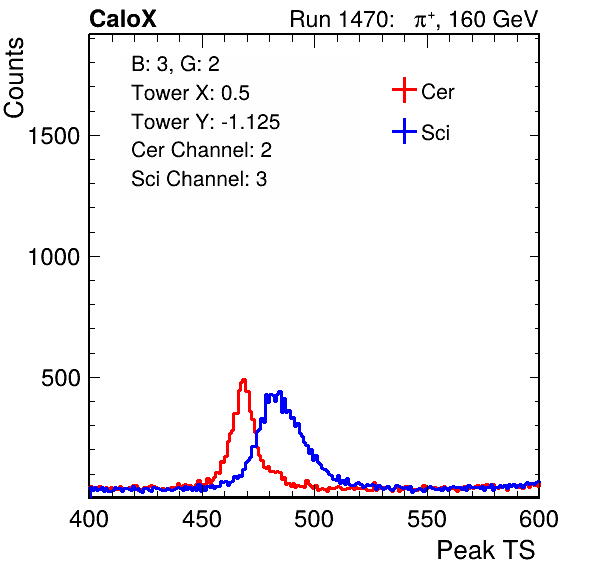 CaloX Run 1470: π⁺, 160 GeV
Counts
B: 3, G: 2
Tower X: 0.5
Tower Y: -1.125
Cer Channel: 2
Sci Channel: 3
Cer
Sci
1500
1000
500
400 450 500 550 600
Peak TS